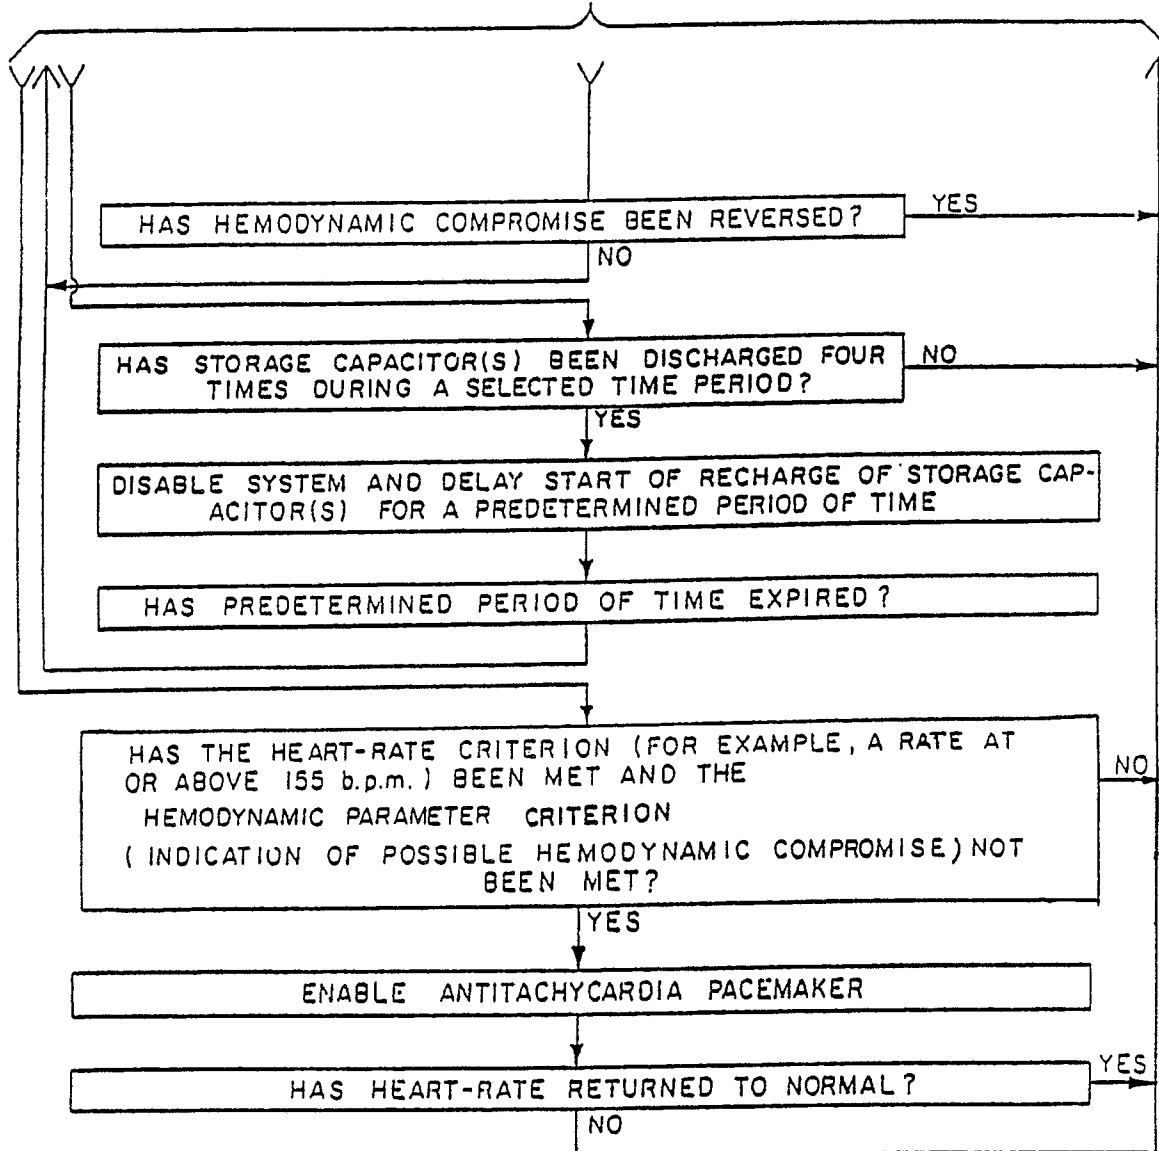 HAS HEMODYNAMIC COMPROMISE BEEN REVERSED?
YES
NO
HAS STORAGE CAPACITOR(S) BEEN DISCHARGED FOUR
TIMES DURING A SELECTED TIME PERIOD?
NO
YES
DISABLE SYSTEM AND DELAY START OF RECHARGE OF STORAGE CAP-
ACITOR(S) FOR A PREDETERMINED PERIOD OF TIME
HAS PREDETERMINED PERIOD OF TIME EXPIRED?
HAS THE HEART-RATE CRITERION (FOR EXAMPLE, A RATE AT
OR ABOVE 155 b.p.m.) BEEN MET AND THE
HEMODYNAMIC PARAMETER CRITERION
(INDICATION OF POSSIBLE HEMODYNAMIC COMPROMISE) NOT
BEEN MET?
NO
YES
ENABLE ANTITACHYCARDIA PACEMAKER
HAS HEART-RATE RETURNED TO NORMAL?
YES
NO